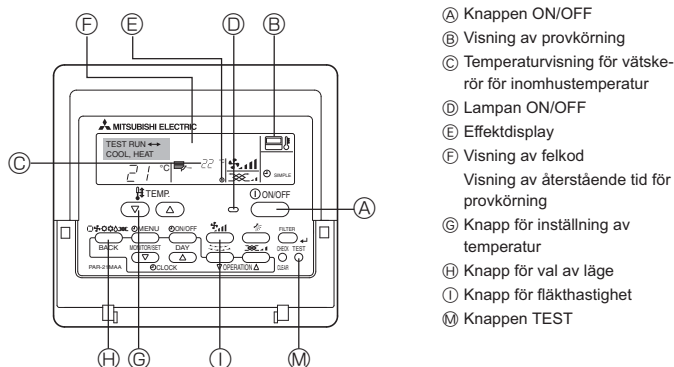 F
E
D
B
C
A
H
G
I
M
MITSUBISHI ELECTRIC
TEST RUN
COOL, HEAT
21 °C
22 °C
SIMPLE
TEMP.
ON/OFF
MENU
ON/OFF
FILTER
BACK
MONITOR/SET
DAY
CHECK TEST
PAR-21MAA
CLOCK
OPERATION
CLEAR
A Knappen ON/OFF
B Visning av provkörning
C Temperaturvisning för vätske-
rör för inomhustemperatur
D Lampan ON/OFF
E Effektdisplay
F Visning av felkod
Visning av återstående tid för
provkörning
G Knapp för inställning av
temperatur
H Knapp för val av läge
I Knapp för fläkthastighet
M Knappen TEST